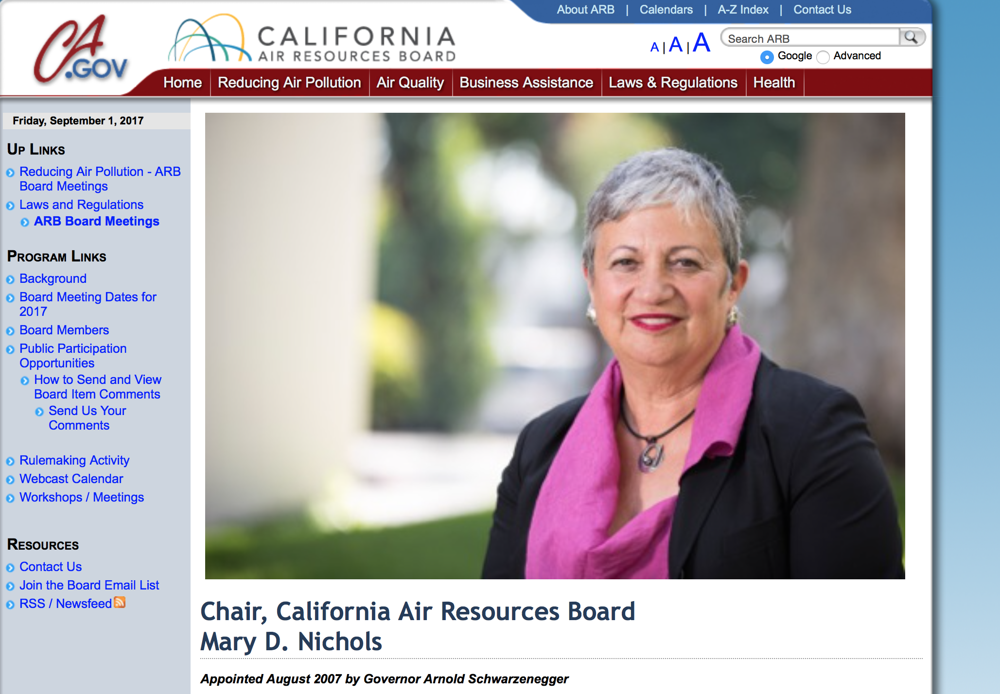 CA.GOV
CALIFORNIA
AIR RESOURCES BOARD
About ARB | Calendars | A-Z Index | Contact Us
A | A | A
Search ARB
Google Advanced
Home Reducing Air Pollution Air Quality Business Assistance Laws & Regulations Health
Friday, September 1, 2017
UP LINKS
Reducing Air Pollution - ARB
Board Meetings
Laws and Regulations
ARB Board Meetings
PROGRAM LINKS
Background
Board Meeting Dates for
2017
Board Members
Public Participation
Opportunities
How to Send and View
Board Item Comments
Send Us Your
Comments
Rulemaking Activity
Webcast Calendar
Workshops / Meetings
RESOURCES
Contact Us
Join the Board Email List
RSS / Newsfeed
Chair, California Air Resources Board
Mary D. Nichols
Appointed August 2007 by Governor Arnold Schwarzenegger